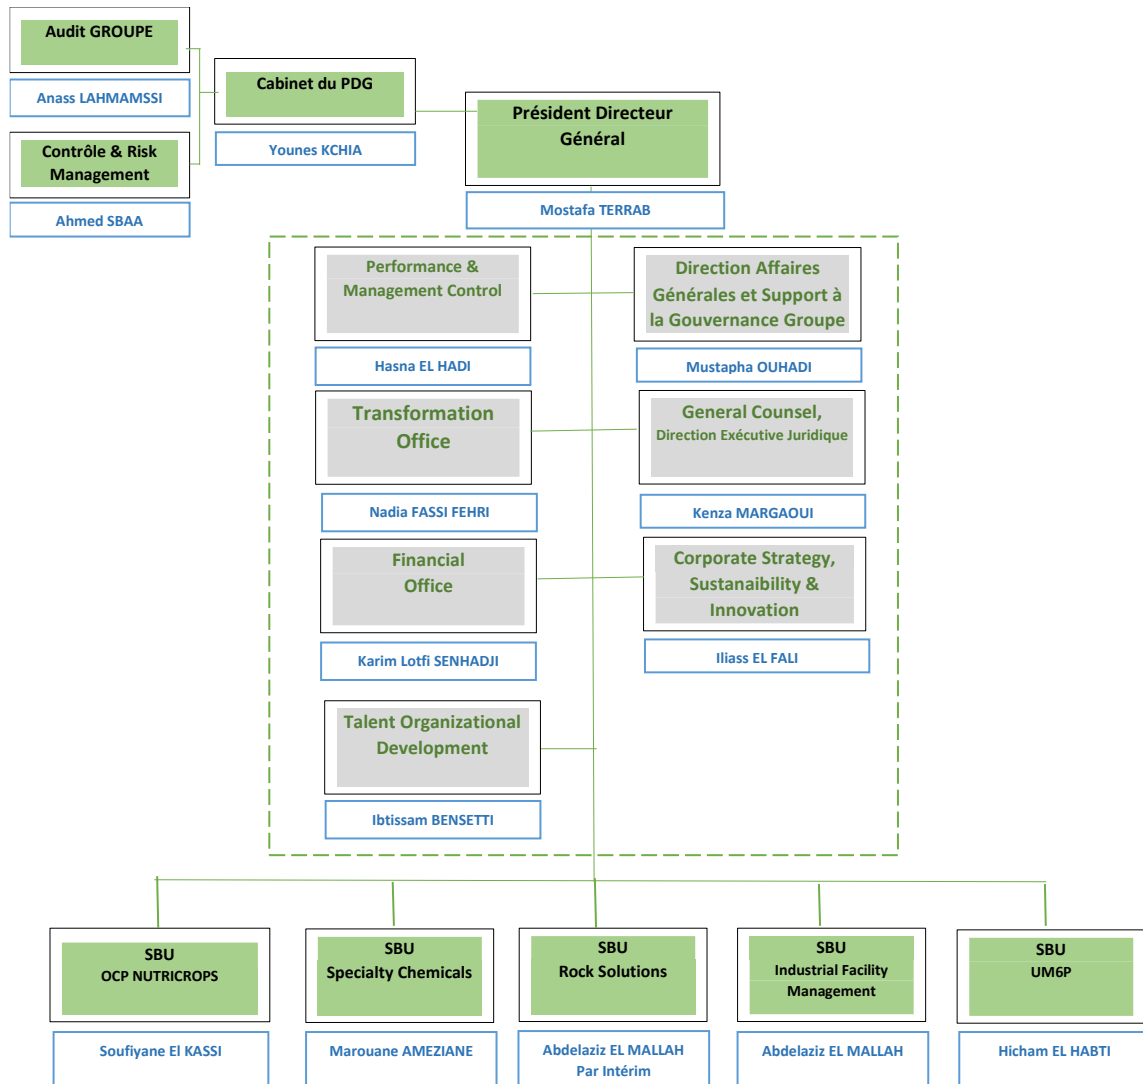 Audit GROUPE
Anass LAHMAMSSI
Contrôle & Risk
Management
Ahmed SBAA
Cabinet du PDG
Younes KCHIA
Président Directeur
Général
Mostafa TERRAB
Performance &
Management Control
Hasna EL HADI
Direction Affaires
Générales et Support à
la Gouvernance Groupe
Mustapha OUHADI
Transformation
Office
Nadia FASSI FEHRI
General Counsel,
Direction Exécutive Juridique
Kenza MARGAOUI
Financial
Office
Karim Lotfi SENHADJI
Corporate Strategy,
Sustanaibility &
Innovation
Iliass EL FALI
Talent Organizational
Development
Ibtissam BENSETTI
SBU
OCP NUTRICROPS
Soufiyane El KASSI
SBU
Specialty Chemicals
Marouane AMEZIANE
SBU
Rock Solutions
Abdelaziz EL MALLAH
Par Intérim
SBU
Industrial Facility
Management
Abdelaziz EL MALLAH
SBU
UM6P
Hicham EL HABTI